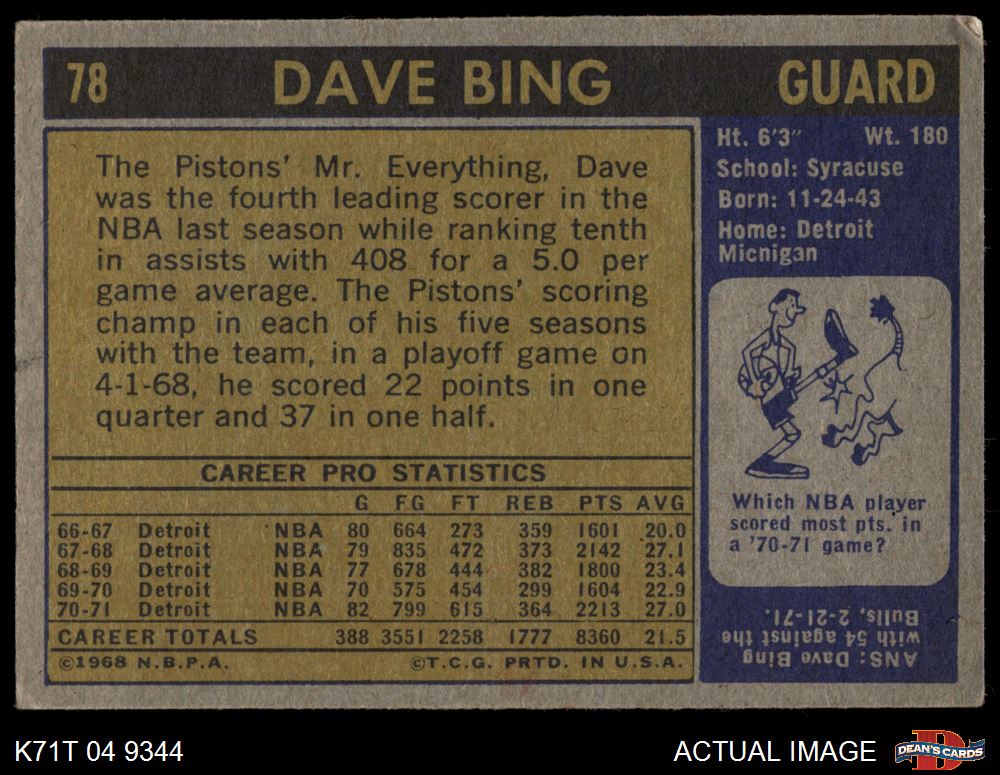 78 DAVE BING GUARD
The Pistons' Mr. Everything, Dave
was the fourth leading scorer in the
NBA last season while ranking tenth
in assists with 408 for a 5.0 per
game average. The Pistons' scoring
champ in each of his five seasons
with the team, in a playoff game on
4-1-68, he scored 22 points in one
quarter and 37 in one half.
CAREER PRO STATISTICS
G FG FT REB PTS AVG
66-67 Detroit NBA 80 664 273 359 1601 20.0
67-68 Detroit NBA 79 835 472 373 2142 27.1
68-69 Detroit NBA 77 678 444 382 1800 23.4
69-70 Detroit NBA 70 575 454 299 1604 22.9
70-71 Detroit NBA 82 799 615 364 2213 27.0
CAREER TOTALS 388 3551 2258 1777 8360 21.5
©1968 N.B.P.A. ©T.C.G. PRTD. IN U.S.A.
Ht. 6'3" Wt. 180
School: Syracuse
Born: 11-24-43
Home: Detroit
Micnigan
Which NBA player
scored most pts. in
a '70-71 game?
ANS: Dave Bing
with 54 against the
Bulls, 2-21-71.
K71T 04 9344 ACTUAL IMAGE
D
DEAN'S CARDS